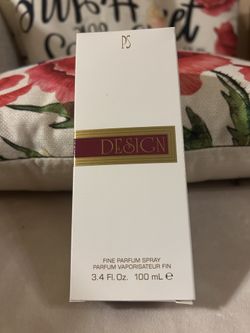 PS
DESIGN
FINE PARFUM SPRAY
PARFUM VAPORISATEUR FIN
3.4 Fl. Oz. 100 mL e